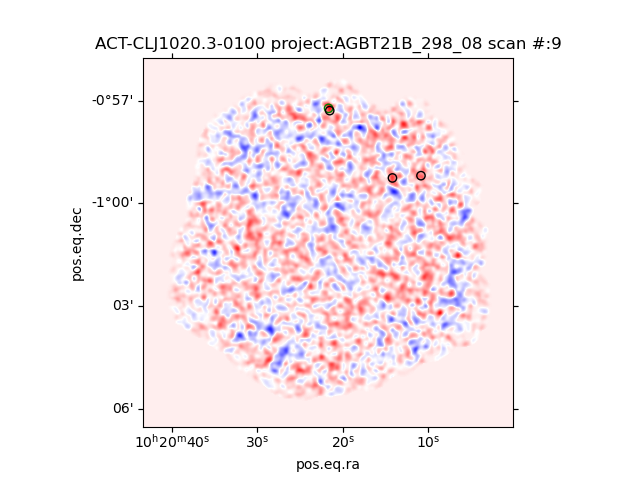 ACT-CLJ1020.3-0100 project:AGBT21B_298_08 scan #:9
-0°57'
-1°00'
03'
06'
pos.eq.dec
10ʰ20ᵐ40ˢ 30ˢ 20ˢ 10ˢ
pos.eq.ra